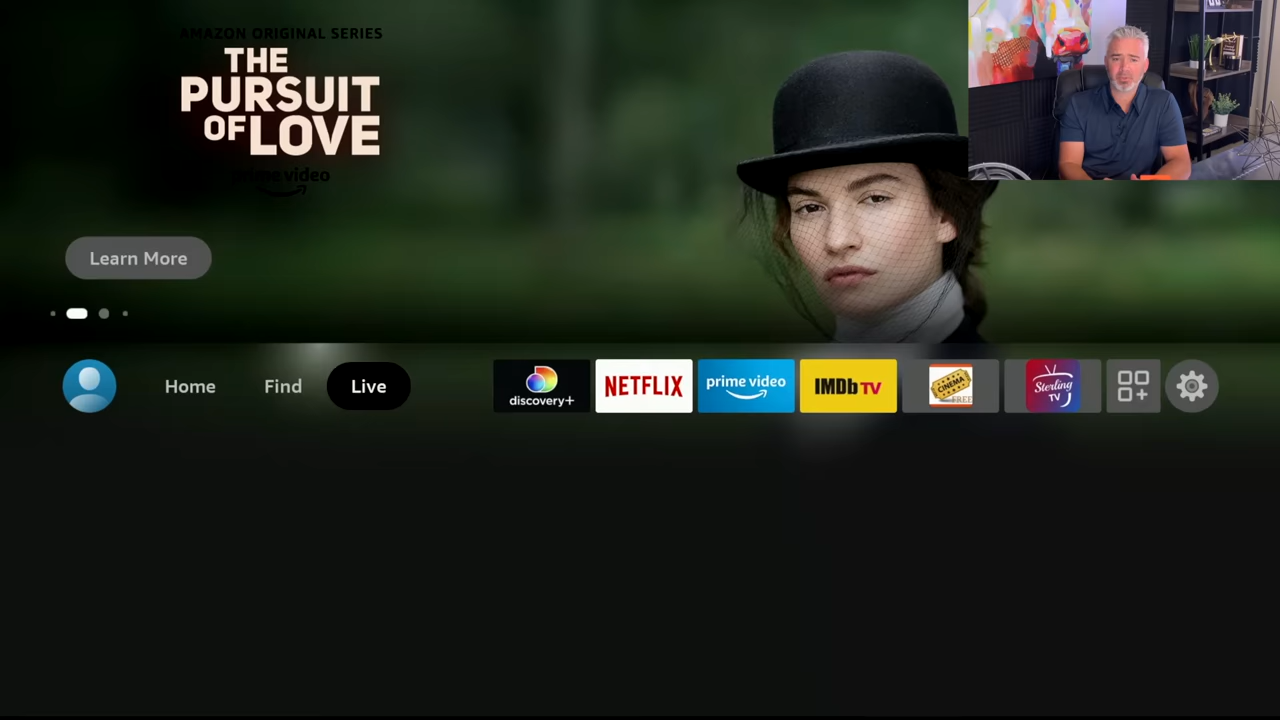 AMAZON ORIGINAL SERIES
THE
PURSUIT
OF LOVE
prime video
Learn More
Home
Find
Live
discovery+
NETFLIX
prime video
IMDb TV
CINEMA
FREE
Sterling
TV